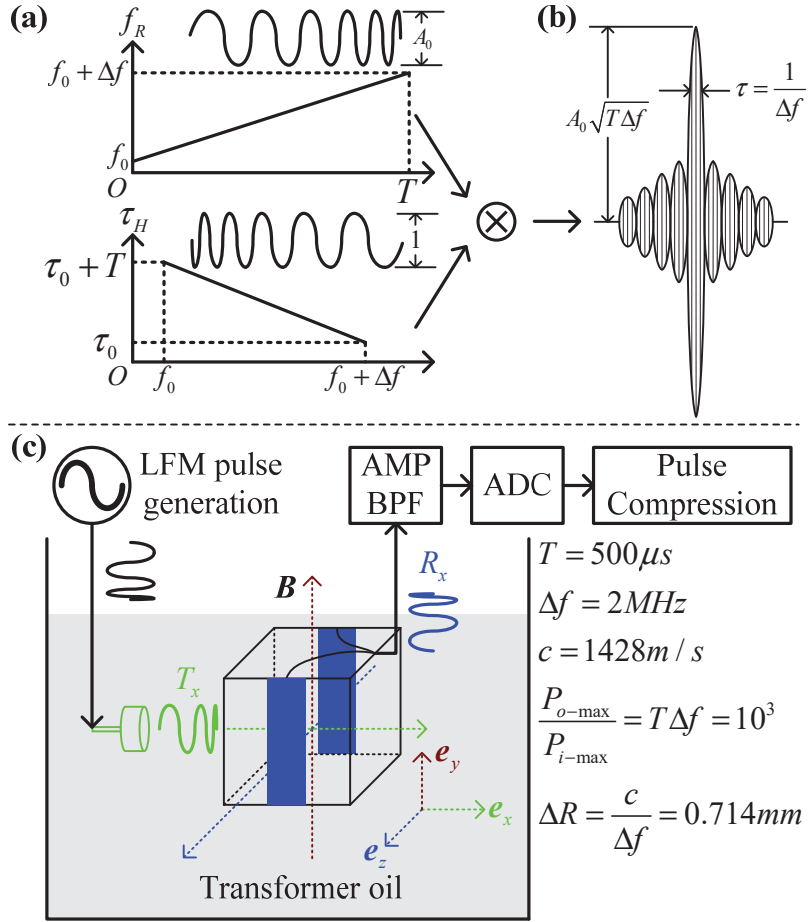 (a)
f_R
A_0
f_0 + Δf
f_0
O
T
τ_H
1
τ_0 + T
τ_0
O
f_0
f_0 + Δf
(b)
A_0√TΔf
τ = 1/Δf
(c)
LFM pulse
generation
AMP
BPF
ADC
Pulse
Compression
B
R_x
T_x
e_y
e_x
e_z
Transformer oil
T = 500μs
Δf = 2MHz
c = 1428m / s
P_{o-max}/P_{i-max} = TΔf = 10^3
ΔR = c/Δf = 0.714mm